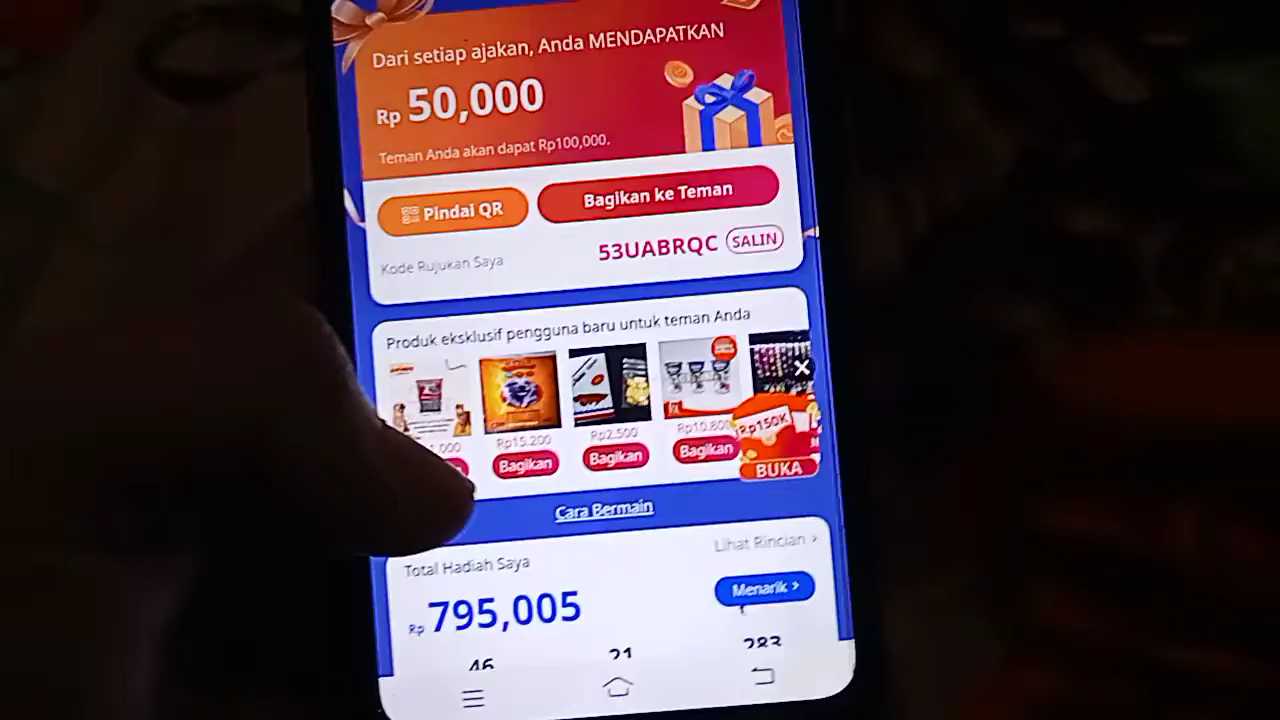 Dari setiap ajakan, Anda MENDAPATKAN
Rp 50,000
Teman Anda akan dapat Rp100,000.
Pindai QR
Bagikan ke Teman
Kode Rujukan Saya
53UABRQC
SALIN
Produk eksklusif pengguna baru untuk teman Anda
Rp15.200
Rp2.500
Rp10.800
Bagikan
Bagikan
Bagikan
Rp150K
BUKA
Cara Bermain
Total Hadiah Saya
Lihat Rincian >
Rp 795,005
Menarik >
46
21
283